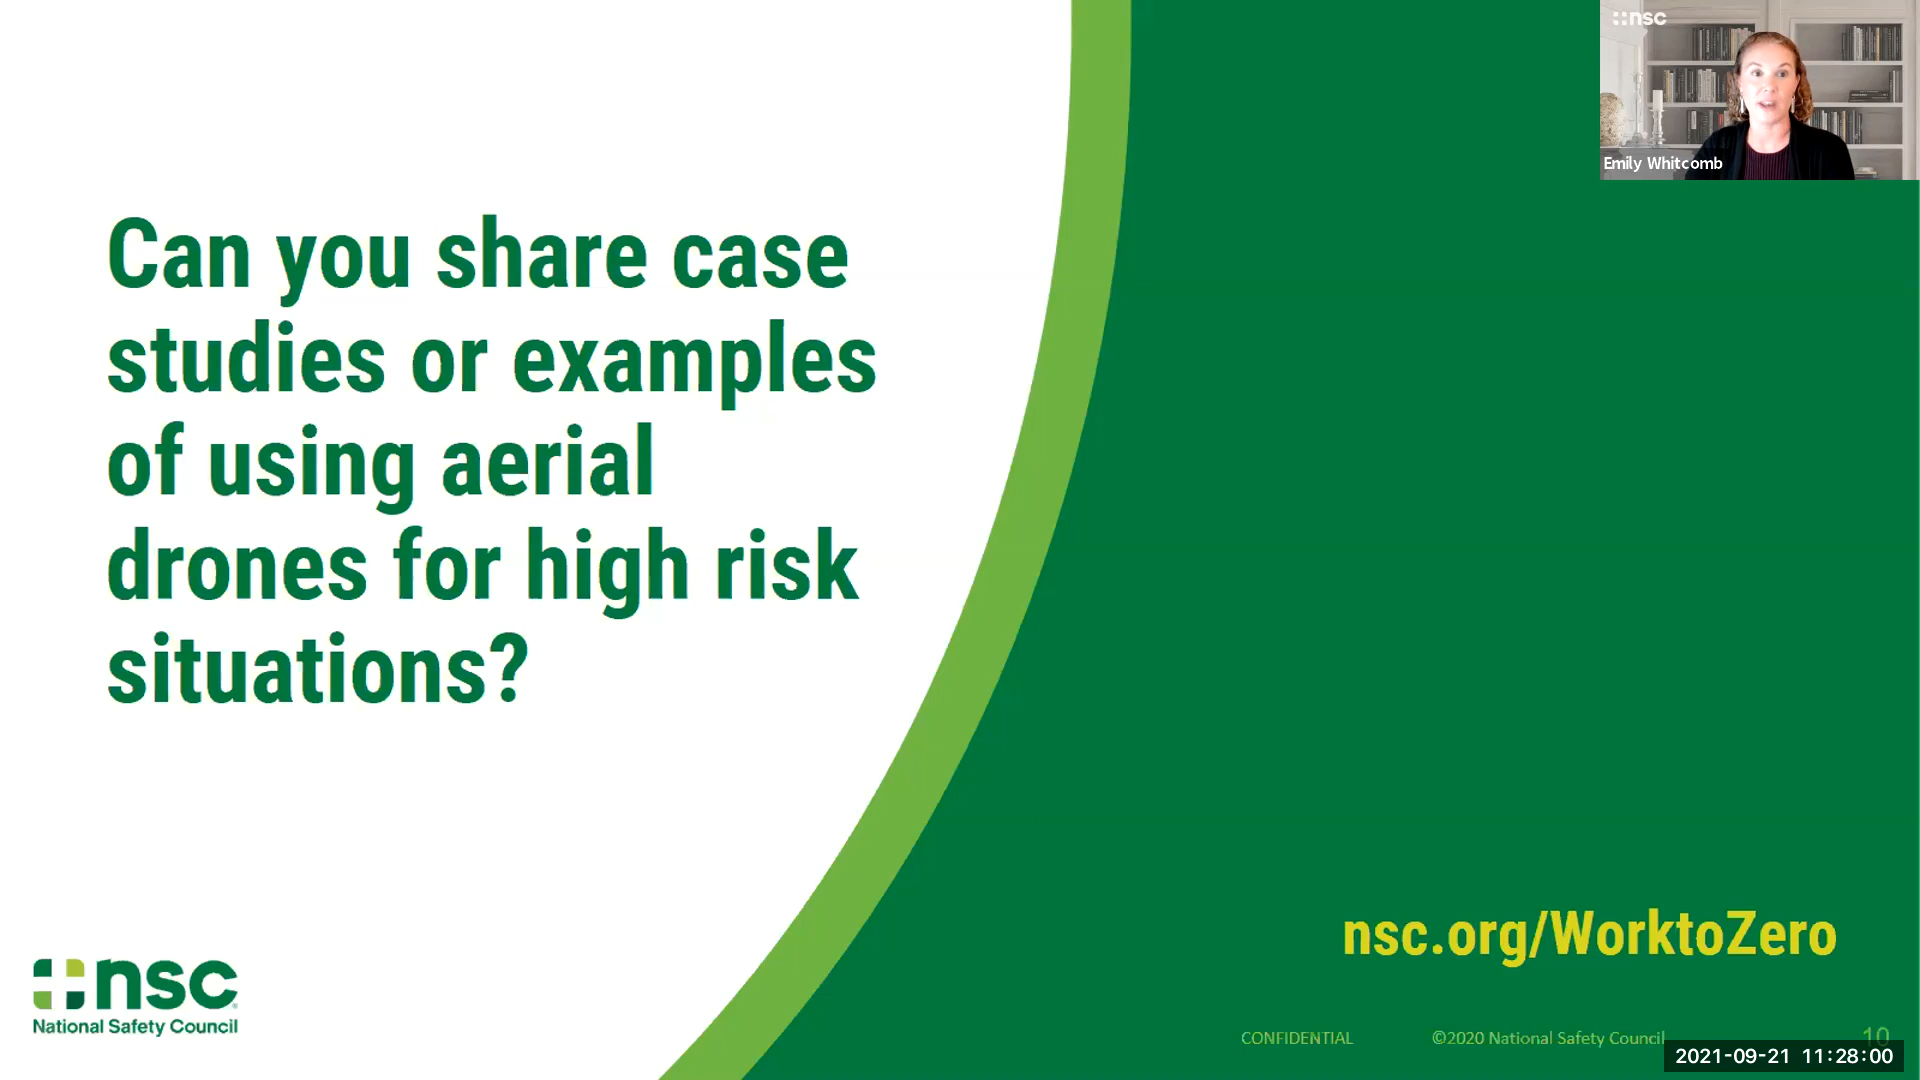 nsc
Emily Whitcomb
Can you share case
studies or examples
of using aerial
drones for high risk
situations?
nsc.org/WorktoZero
nsc
National Safety Council
CONFIDENTIAL
©2020 National Safety Council
10
2021-09-21 11:28:00